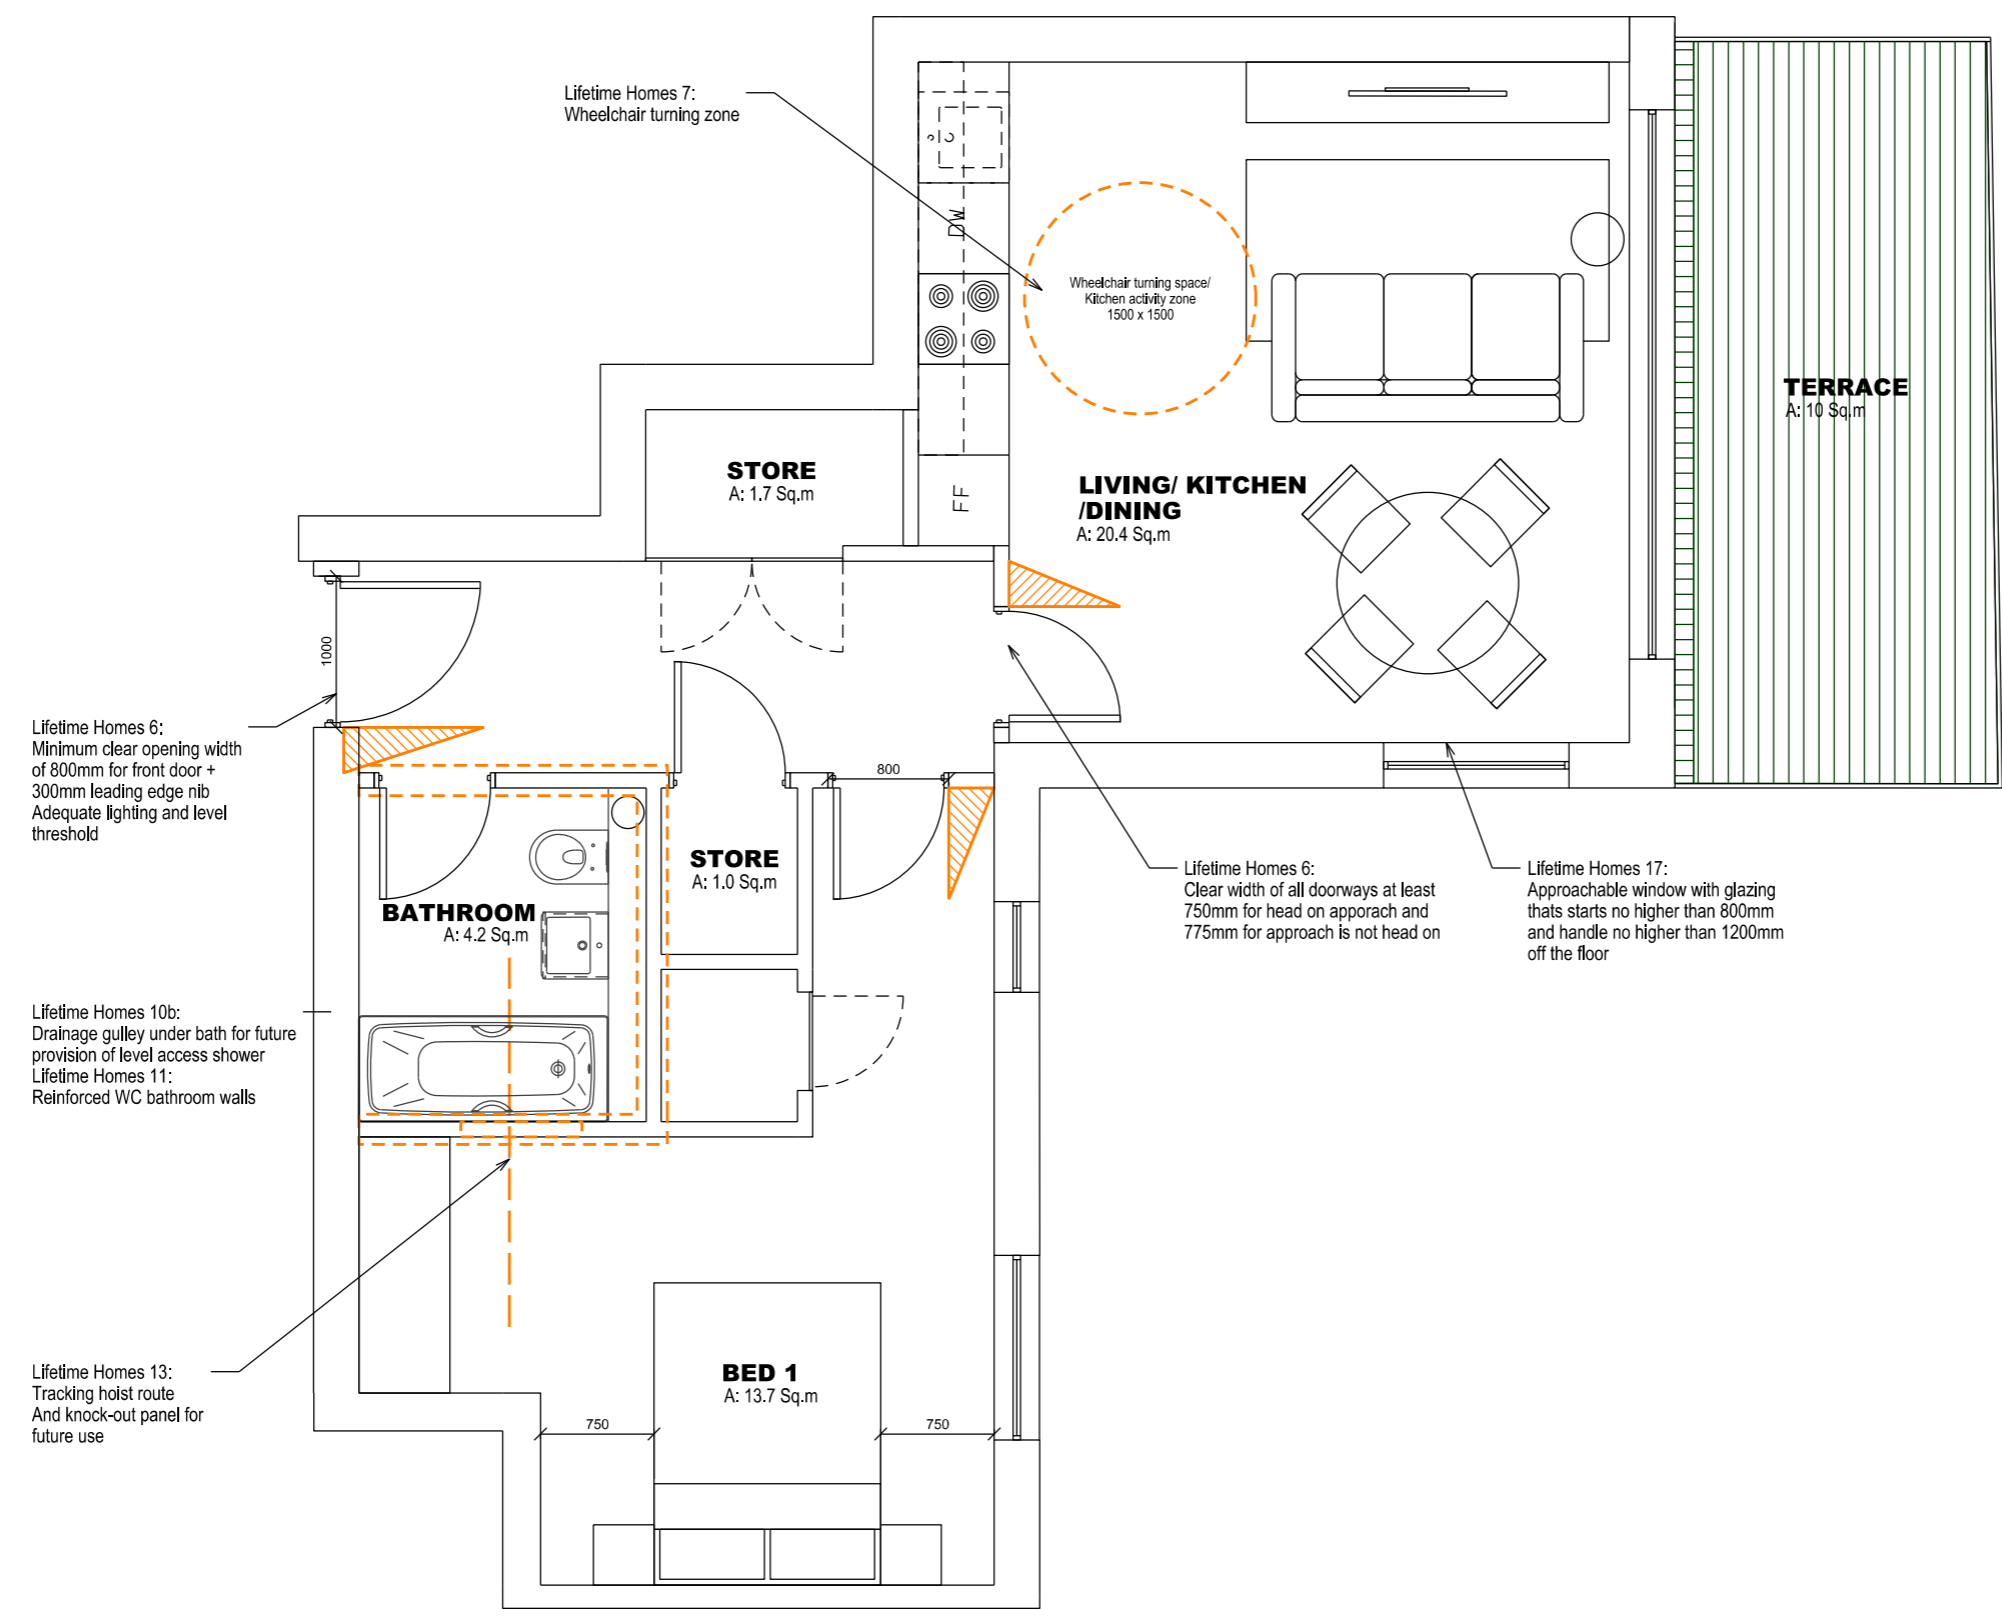 Lifetime Homes 7:
Wheelchair turning zone
DW
Wheelchair turning space/
Kitchen activity zone
1500 x 1500
TERRACE
A: 10 Sq.m
STORE
A: 1.7 Sq.m
FF
LIVING/ KITCHEN
/DINING
A: 20.4 Sq.m
1000
Lifetime Homes 6:
Minimum clear opening width
of 800mm for front door +
300mm leading edge nib
Adequate lighting and level
threshold
800
STORE
A: 1.0 Sq.m
BATHROOM
A: 4.2 Sq.m
Lifetime Homes 6:
Clear width of all doorways at least
750mm for head on apporach and
775mm for approach is not head on
Lifetime Homes 17:
Approachable window with glazing
thats starts no higher than 800mm
and handle no higher than 1200mm
off the floor
Lifetime Homes 10b:
Drainage gulley under bath for future
provision of level access shower
Lifetime Homes 11:
Reinforced WC bathroom walls
Lifetime Homes 13:
Tracking hoist route
And knock-out panel for
future use
BED 1
A: 13.7 Sq.m
750
750